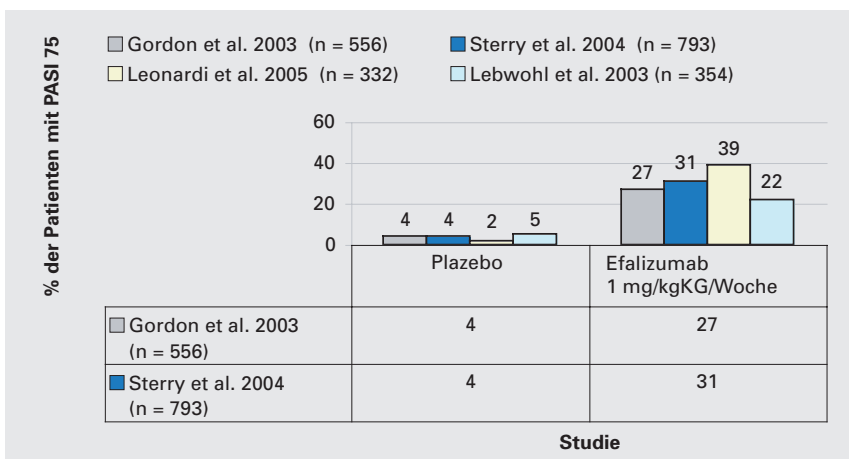 % der Patienten mit PASI 75
Gordon et al. 2003 (n = 556)
Sterry et al. 2004 (n = 793)
Leonardi et al. 2005 (n = 332)
Lebwohl et al. 2003 (n = 354)
60
40
20
0
4 4 2 5
27 31 39 22
Plazebo
Efalizumab
1 mg/kgKG/Woche
Gordon et al. 2003
(n = 556)
4 27
Sterry et al. 2004
(n = 793)
4 31
Studie